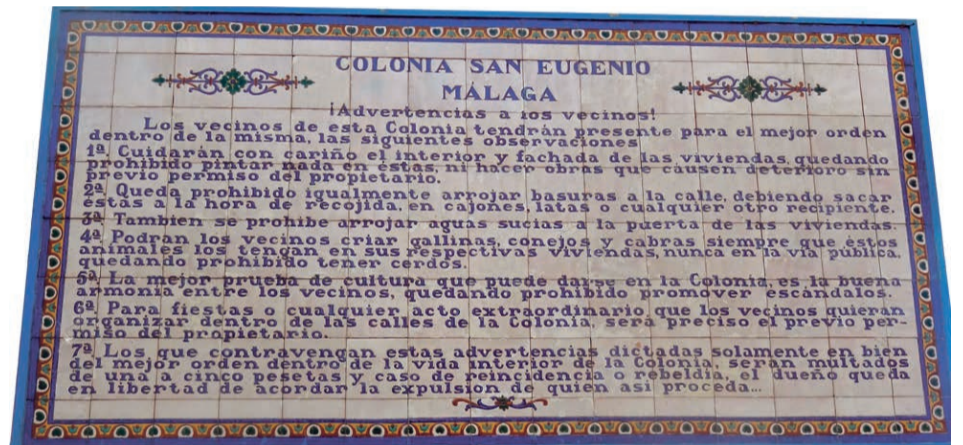 COLONIA SAN EUGENIO
MÁLAGA
¡Advertencias a los vecinos!
Los vecinos de esta Colonia tendrán presente para el mejor orden
dentro de la misma, las siguientes observaciones
1ª. Cuidarán con cariño el interior y fachada de las viviendas, quedando
prohibido pintar nada en éstas, ni hacer obras que causen deterioro sin
previo permiso del propietario.
2ª. Queda prohibido igualmente arrojar basuras a la calle, debiendo sacar
éstas a la hora de recojida, en cajones, latas o cualquier otro recipiente.
3ª Tambien se prohibe arrojar aguas sucias a la puerta de las viviendas.
4ª. Podrán los vecinos criar gallinas, conejos y cabras siempre que éstos
animales los tengan en sus respectivas viviendas, nunca en la vía pública,
quedando prohibido tener cerdos.
5ª. La mejor prueba de cultura que puede darse en la Colonia, es la buena
armonía entre los vecinos, quedando prohibido promover escándalos.
6ª. Para fiestas o cualquier acto extraordinario que los vecinos quieran
organizar dentro de las calles de la Colonia, será preciso el previo per-
miso del propietario.
7ª. Los que contravengan estas advertencias dictadas solamente en bien
del mejor orden dentro de la vida interior de la Colonia, serán multados
de una a cinco pesetas y caso de reincidencia o rebeldía, el dueño queda
en libertad de acordar la expulsión de quien asi proceda...